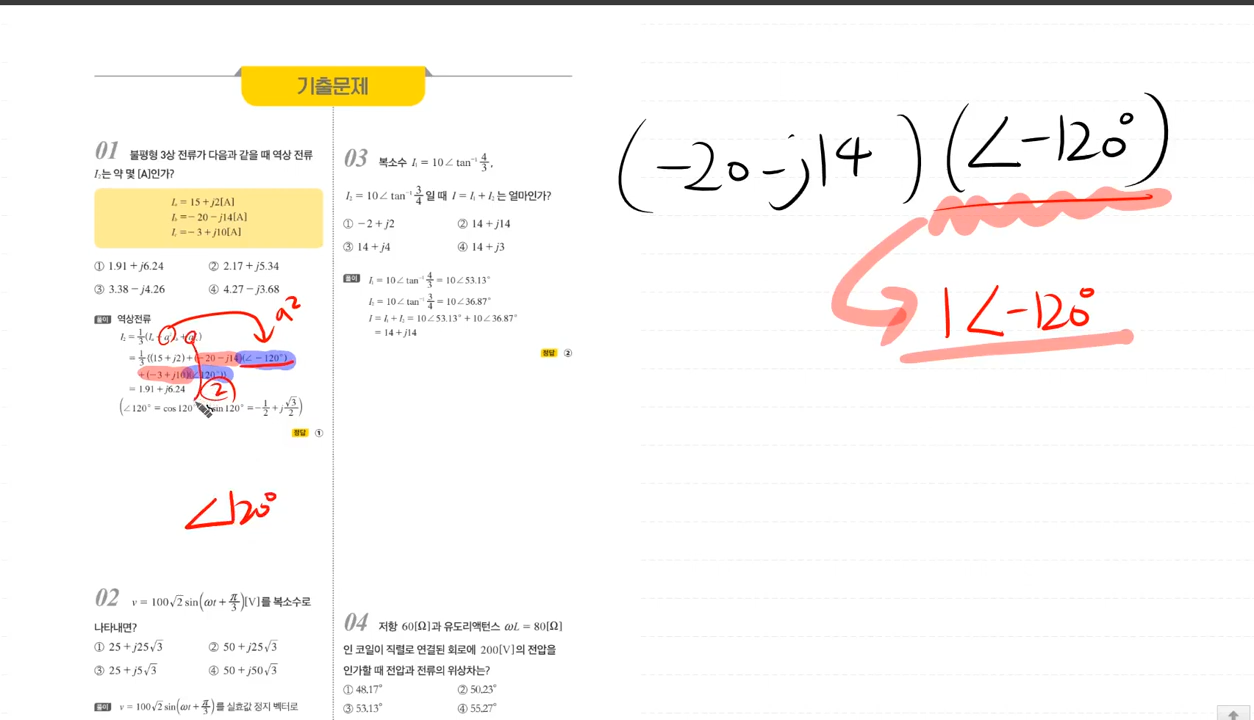 기출문제
01 불평형 3상 전류가 다음과 같을 때 역상 전류
I₂는 약 몇 [A]인가?
Iₐ = 15 + j2[A]
I_b = − 20 − j14[A]
I_c = − 3 + j10[A]
① 1.91 + j6.24 ② 2.17 + j5.34
③ 3.38 − j4.26 ④ 4.27 − j3.68
a²
풀이 역상전류
= 1/3{(15 + j2) + (−20 − j14)(∠ − 120°)
+ (−3 + j10)(∠120°)}
= 1.91 + j6.24
②
(∠120° = cos120° sin120° = −1/2 + j√3/2)
정답 ①
∠120°
02 v = 100√2 sin(ωt + π/3)[V]를 복소수로
나타내면?
① 25 + j25√3 ② 50 + j25√3
③ 25 + j5√3 ④ 50 + j50√3
풀이 v = 100√2 sin(ωt + π/3)를 실효값 정지 벡터로
03 복소수 I₁ = 10∠tan⁻¹ 4/3,
I₂ = 10∠tan⁻¹ 3/4 일 때 I = I₁ + I₂는 얼마인가?
① −2 + j2 ② 14 + j14
③ 14 + j4 ④ 14 + j3
풀이 I₁ = 10∠tan⁻¹ 4/3 = 10∠53.13°
I₂ = 10∠tan⁻¹ 3/4 = 10∠36.87°
I = I₁ + I₂ = 10∠53.13° + 10∠36.87°
= 14 + j14
정답 ②
04 저항 60[Ω]과 유도리액턴스 ωL = 80[Ω]
인 코일이 직렬로 연결된 회로에 200[V]의 전압을
인가할 때 전압과 전류의 위상차는?
① 48.17° ② 50.23°
③ 53.13° ④ 55.27°
(−20−j14)(∠−120°)
1∠−120°